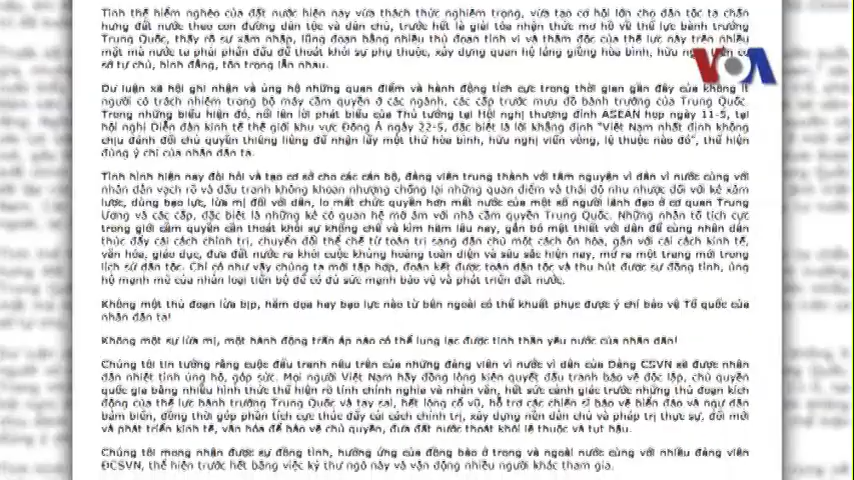 Tình thế hiểm nghèo của đất nước hiện nay vừa thách thức nghiêm trọng, vừa tạo cơ hội lớn cho dân tộc ta chấn
hưng đất nước theo con đường dân tộc và dân chủ, trước hết là giải tỏa nhận thức mơ hồ về thế lực bành trướng
Trung Quốc, thấy rõ sự xâm nhập, lũng đoạn bằng nhiều thủ đoạn tinh vi và thâm độc của thế lực này trên nhiều
mặt mà nước ta phải phấn đấu để thoát khỏi sự phụ thuộc, xây dựng quan hệ láng giềng hòa bình, hữu nghị trên cơ
sở tự chủ, bình đẳng, tôn trọng lẫn nhau.
VOA
Dư luận xã hội ghi nhận và ủng hộ những quan điểm và hành động tích cực trong thời gian gần đây của không ít
người có trách nhiệm trong bộ máy cầm quyền ở các ngành, các cấp trước mưu đồ bành trướng của Trung Quốc.
Trong những biểu hiện đó, nổi lên lời phát biểu của Thủ tướng tại Hội nghị thượng đỉnh ASEAN họp ngày 11-5, tại
hội nghị Diễn đàn kinh tế thế giới khu vực Đông Á ngày 22-5, đặc biệt là lời khẳng định "Việt Nam nhất định không
chịu đánh đổi chủ quyền thiêng liêng để nhận lấy một thứ hòa bình, hữu nghị viển vông, lệ thuộc nào đó", thể hiện
đúng ý chí của nhân dân ta.
Tình hình hiện nay đòi hỏi và tạo cơ sở cho các cán bộ, đảng viên trung thành với tâm nguyện vì dân vì nước cùng với
nhân dân vạch rõ và đấu tranh không khoan nhượng chống lại những quan điểm và thái độ nhu nhược đối với kẻ xâm
lược, dùng bạo lực, lừa mị đối với dân, lo mất chức quyền hơn mất nước của một số người lãnh đạo ở cơ quan Trung
Ương và các cấp, đặc biệt là những kẻ có quan hệ mờ ám với nhà cầm quyền Trung Quốc. Những nhân tố tích cực
trong giới cầm quyền cần thoát khỏi sự khống chế và kìm hãm lâu nay, gắn bó mật thiết với dân để cùng nhân dân
thúc đẩy cải cách chính trị, chuyển đổi thể chế từ toàn trị sang dân chủ một cách ôn hòa, gắn với cải cách kinh tế,
văn hóa, giáo dục, đưa đất nước ra khỏi cuộc khủng hoảng toàn diện và sâu sắc hiện nay, mở ra một trang mới trong
lịch sử dân tộc. Chỉ có như vậy chúng ta mới tập hợp, đoàn kết được toàn dân tộc và thu hút được sự đồng tình, ủng
hộ mạnh mẽ của nhân loại tiến bộ để có đủ sức mạnh bảo vệ và phát triển đất nước.
Không một thủ đoạn lừa bịp, hăm dọa hay bạo lực nào từ bên ngoài có thể khuất phục được ý chí bảo vệ Tổ quốc của
nhân dân ta!
Không một sự lừa mị, một hành động trấn áp nào có thể lung lạc được tinh thần yêu nước của nhân dân!
Chúng tôi tin tưởng rằng cuộc đấu tranh nêu trên của những đảng viên vì nước vì dân của Đảng CSVN sẽ được nhân
dân nhiệt tình ủng hộ, góp sức. Mọi người Việt Nam hãy đồng lòng kiên quyết đấu tranh bảo vệ độc lập, chủ quyền
quốc gia bằng nhiều hình thức thể hiện rõ tính chính nghĩa và nhân văn, hết sức cảnh giác trước những thủ đoạn kích
động của thế lực bành trướng Trung Quốc và tay sai, hết lòng cổ vũ, hỗ trợ các chiến sĩ bảo vệ biển đảo và ngư dân
bám biển, đồng thời góp phần tích cực thúc đẩy cải cách chính trị, xây dựng nền dân chủ và pháp trị thực sự, đổi mới
và phát triển kinh tế, văn hóa để bảo vệ chủ quyền, đưa đất nước thoát khỏi lệ thuộc và tụt hậu.
Chúng tôi mong nhận được sự đồng tình, hưởng ứng của đồng bào ở trong và ngoài nước cùng với nhiều đảng viên
ĐCSVN, thể hiện trước hết bằng việc ký thư ngỏ này và vận động nhiều người khác tham gia.